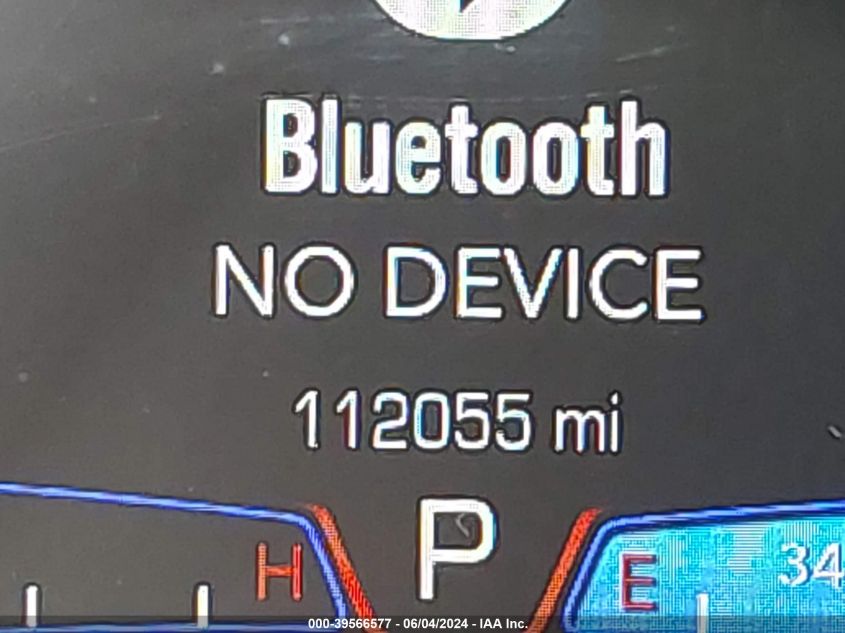 Bluetooth
NO DEVICE
112055 mi
P
H
E
34
000-39566577 - 06/04/2024 - IAA Inc.